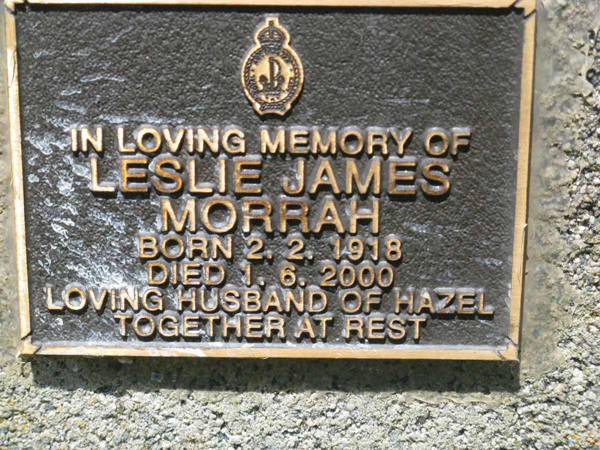 IN LOVING MEMORY OF
LESLIE JAMES
MORRAH
BORN 2. 2. 1918
DIED 1. 6. 2000
LOVING HUSBAND OF HAZEL
TOGETHER AT REST